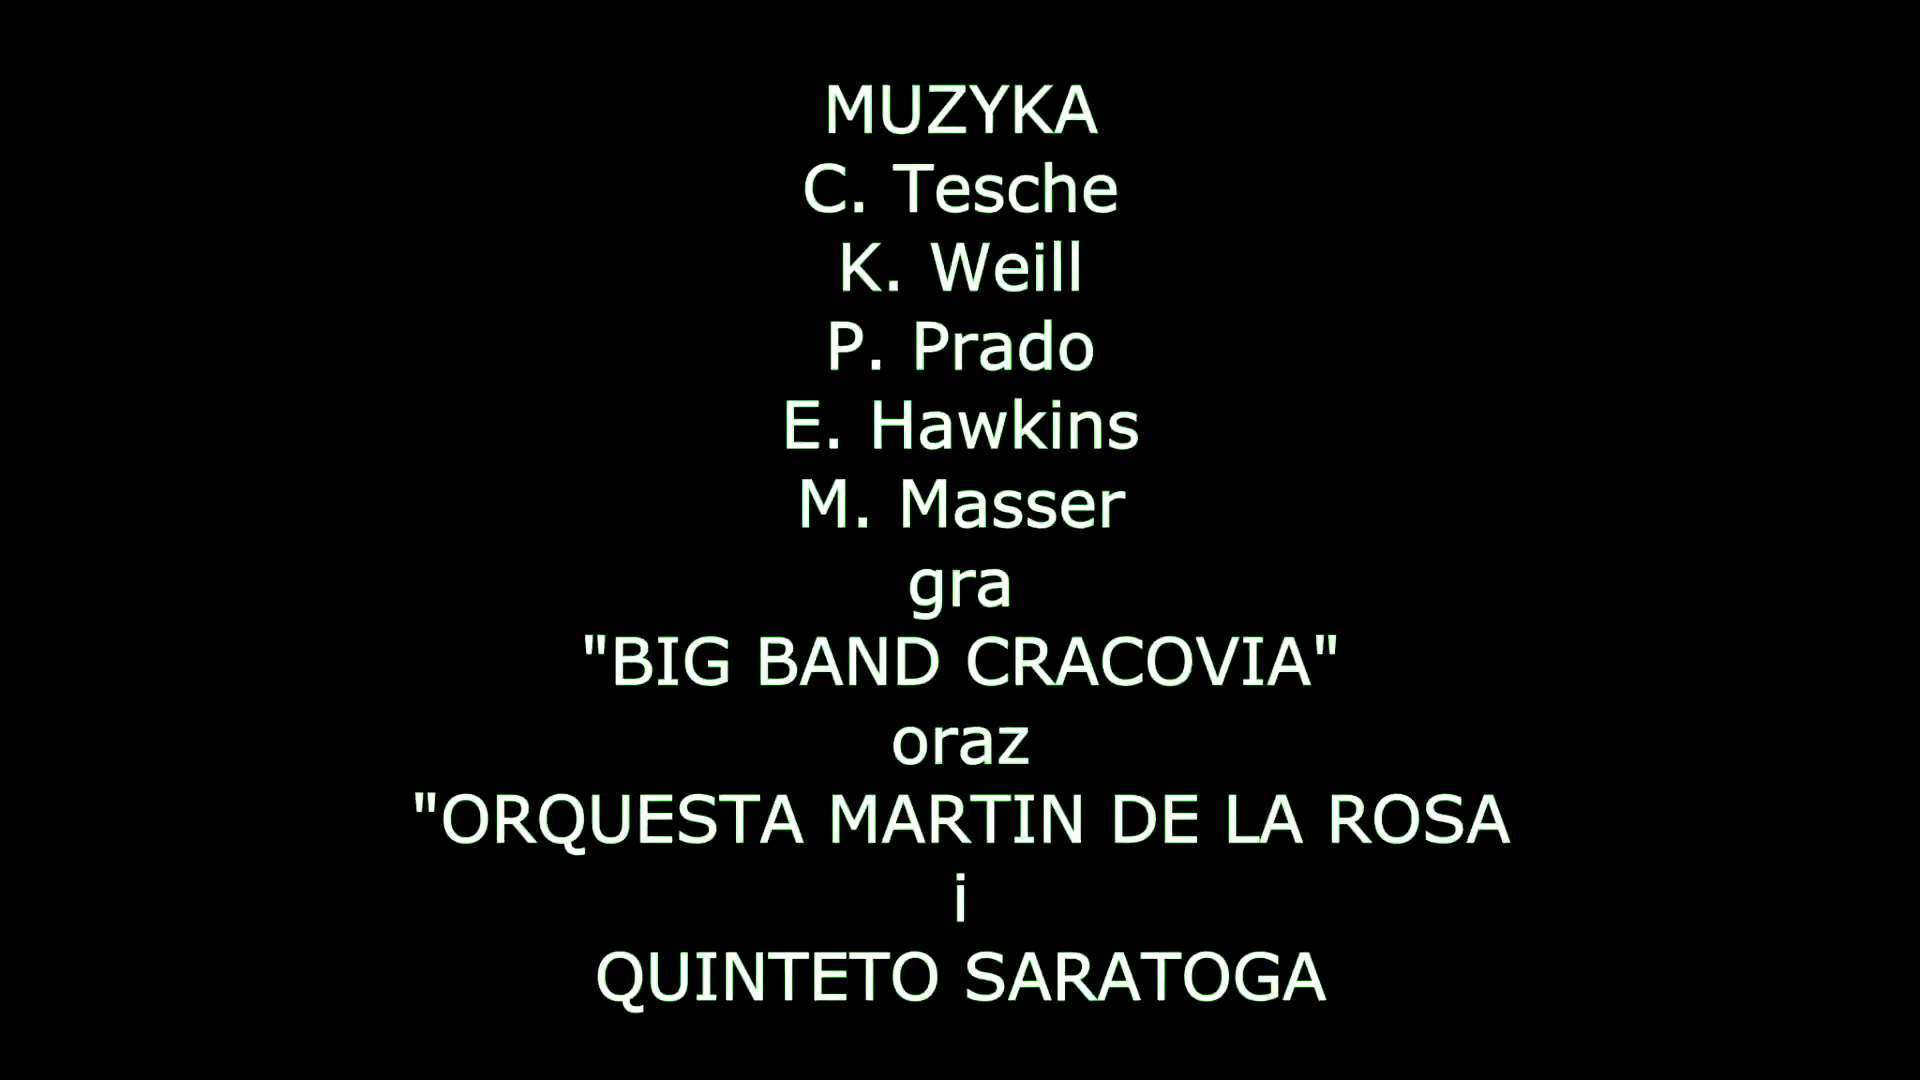 MUZYKA
C. Tesche
K. Weill
P. Prado
E. Hawkins
M. Masser
gra
"BIG BAND CRACOVIA"
oraz
"ORQUESTA MARTIN DE LA ROSA
i
QUINTETO SARATOGA